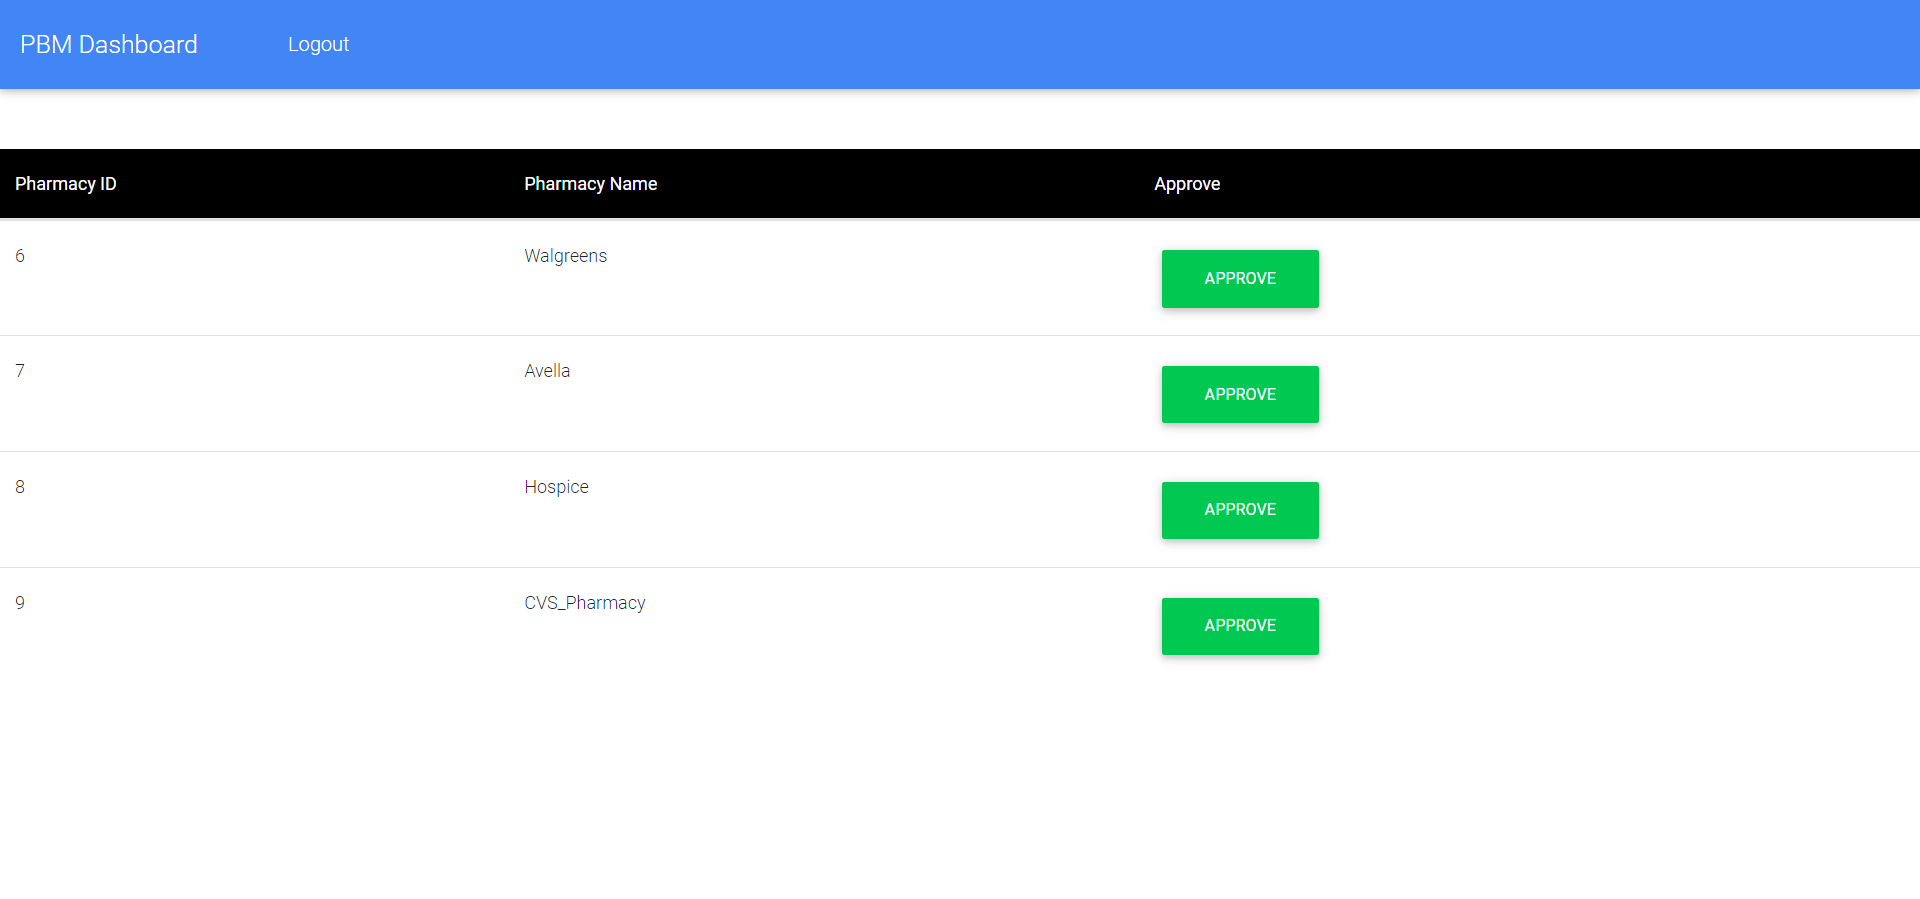 PBM Dashboard Logout
Pharmacy ID Pharmacy Name Approve
6 Walgreens APPROVE
7 Avella APPROVE
8 Hospice APPROVE
9 CVS_Pharmacy APPROVE